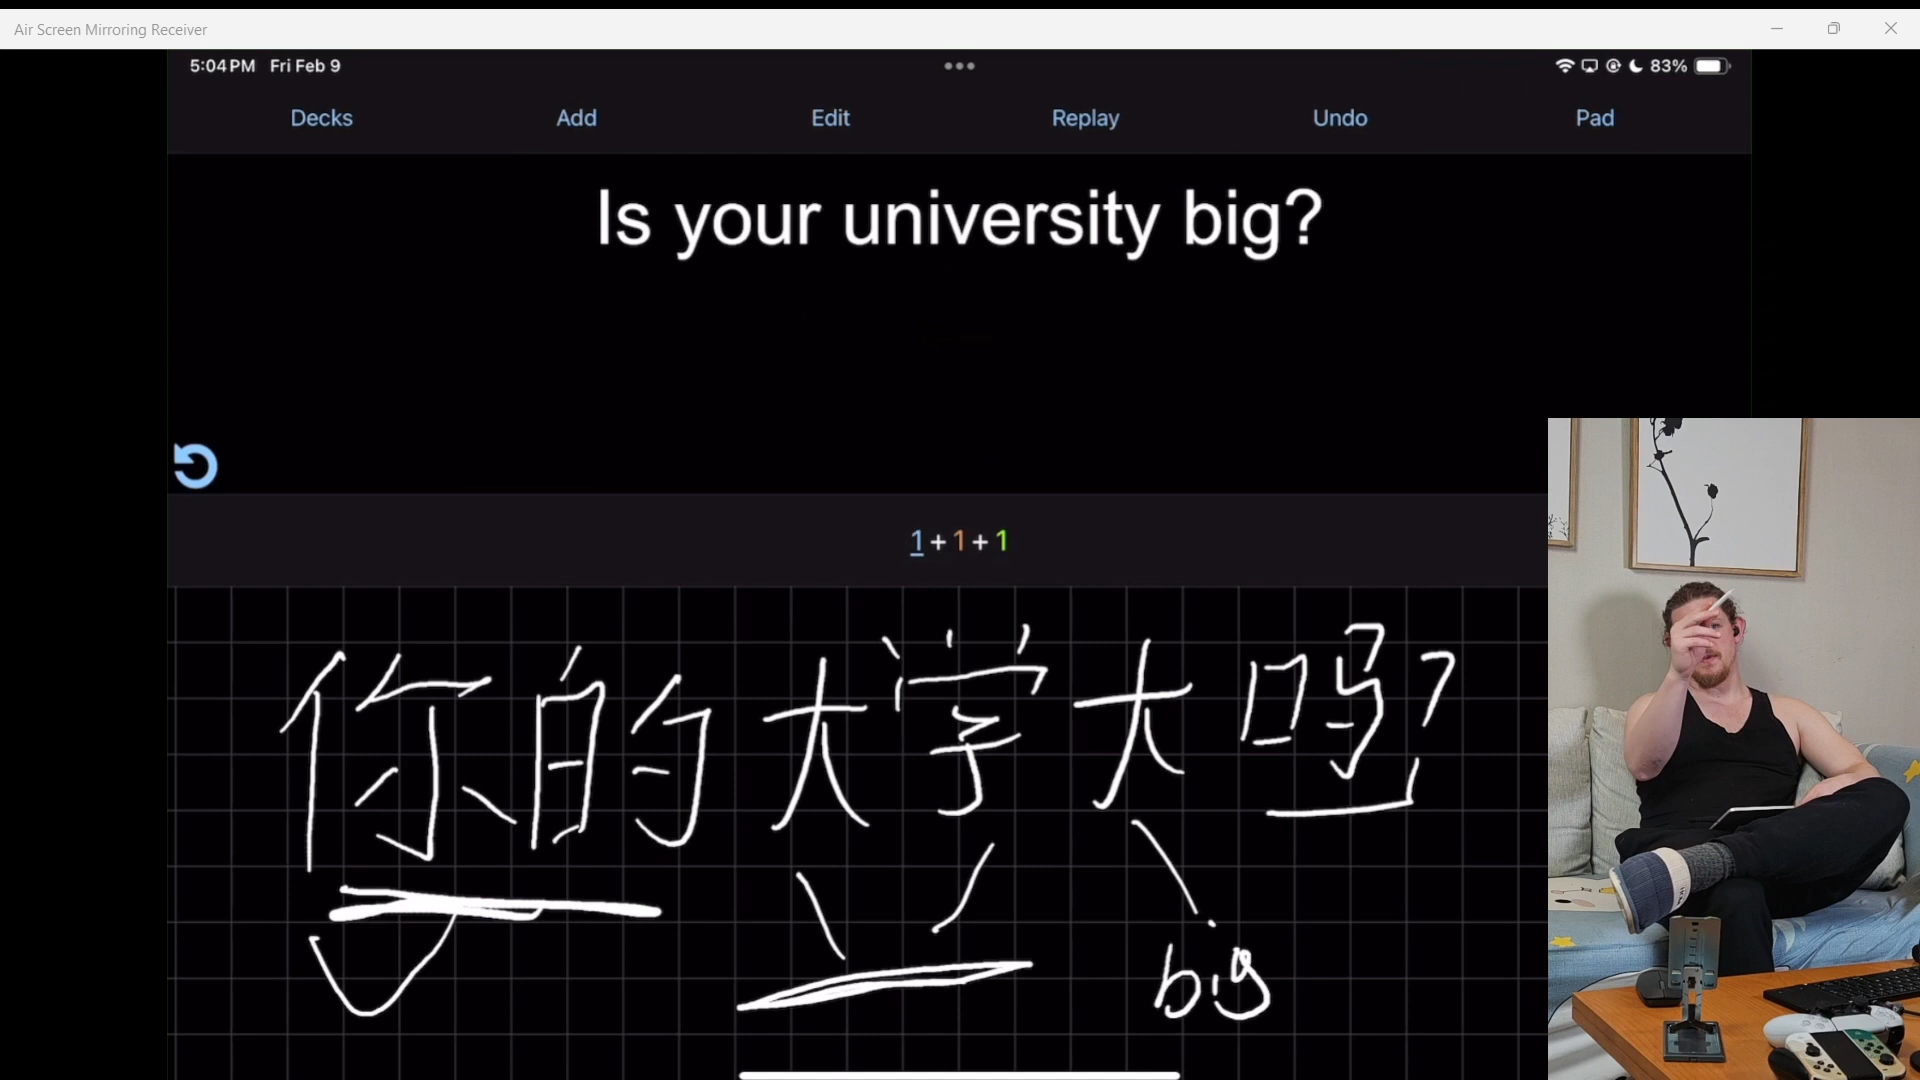 Air Screen Mirroring Receiver
5:04 PM Fri Feb 9
83%
Decks Add Edit Replay Undo Pad
Is your university big?
1+1+1
你的大学大吗?
big